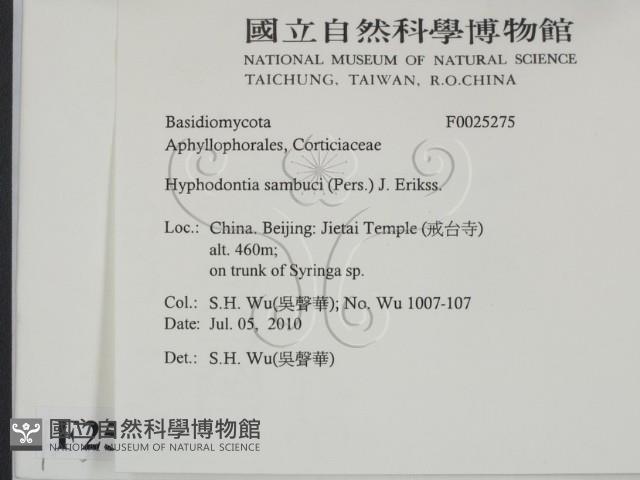 國立自然科學博物館
NATIONAL MUSEUM OF NATURAL SCIENCE
TAICHUNG, TAIWAN, R.O.CHINA
Basidiomycota F0025275
Aphyllophorales, Corticiaceae
Hyphodontia sambuci (Pers.) J. Erikss.
Loc.: China. Beijing: Jietai Temple (戒台寺)
alt. 460m;
on trunk of Syringa sp.
Col.: S.H. Wu(吳聲華); No. Wu 1007-107
Date: Jul. 05, 2010
Det.: S.H. Wu(吳聲華)
國立自然科學博物館
NATIONAL MUSEUM OF NATURAL SCIENCE